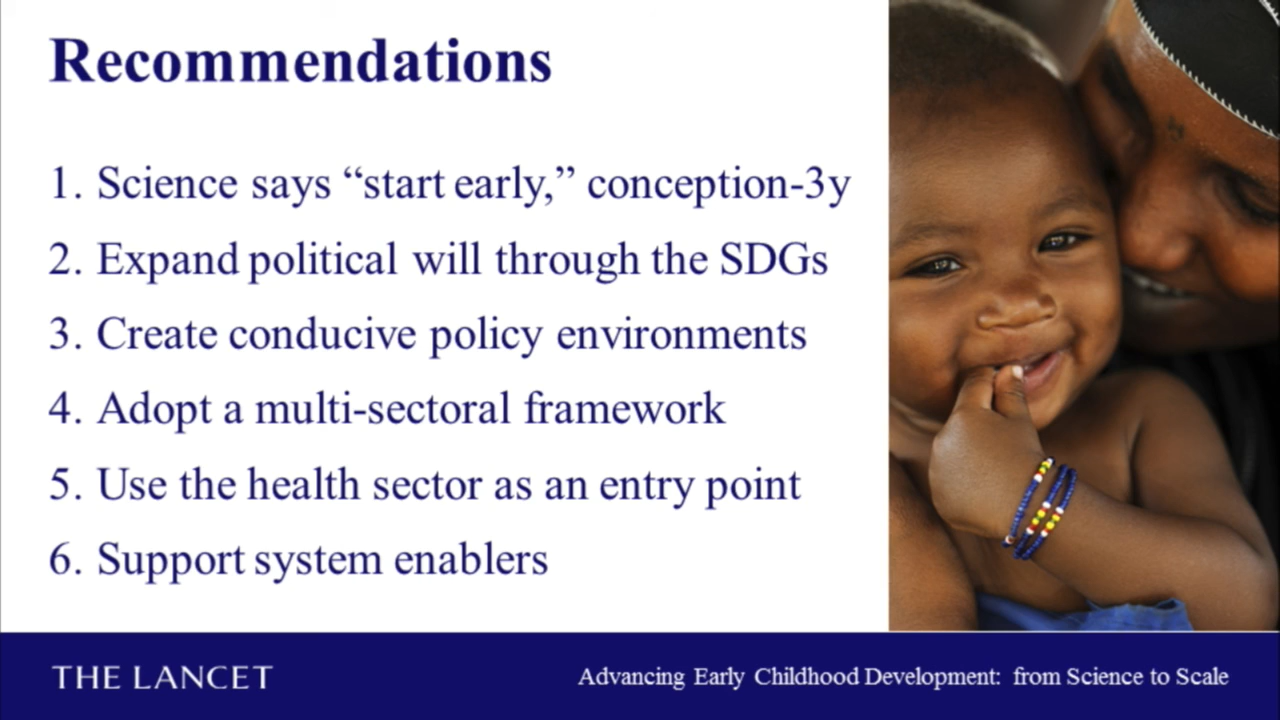 Recommendations
1. Science says “start early,” conception-3y
2. Expand political will through the SDGs
3. Create conducive policy environments
4. Adopt a multi-sectoral framework
5. Use the health sector as an entry point
6. Support system enablers
THE LANCET
Advancing Early Childhood Development: from Science to Scale